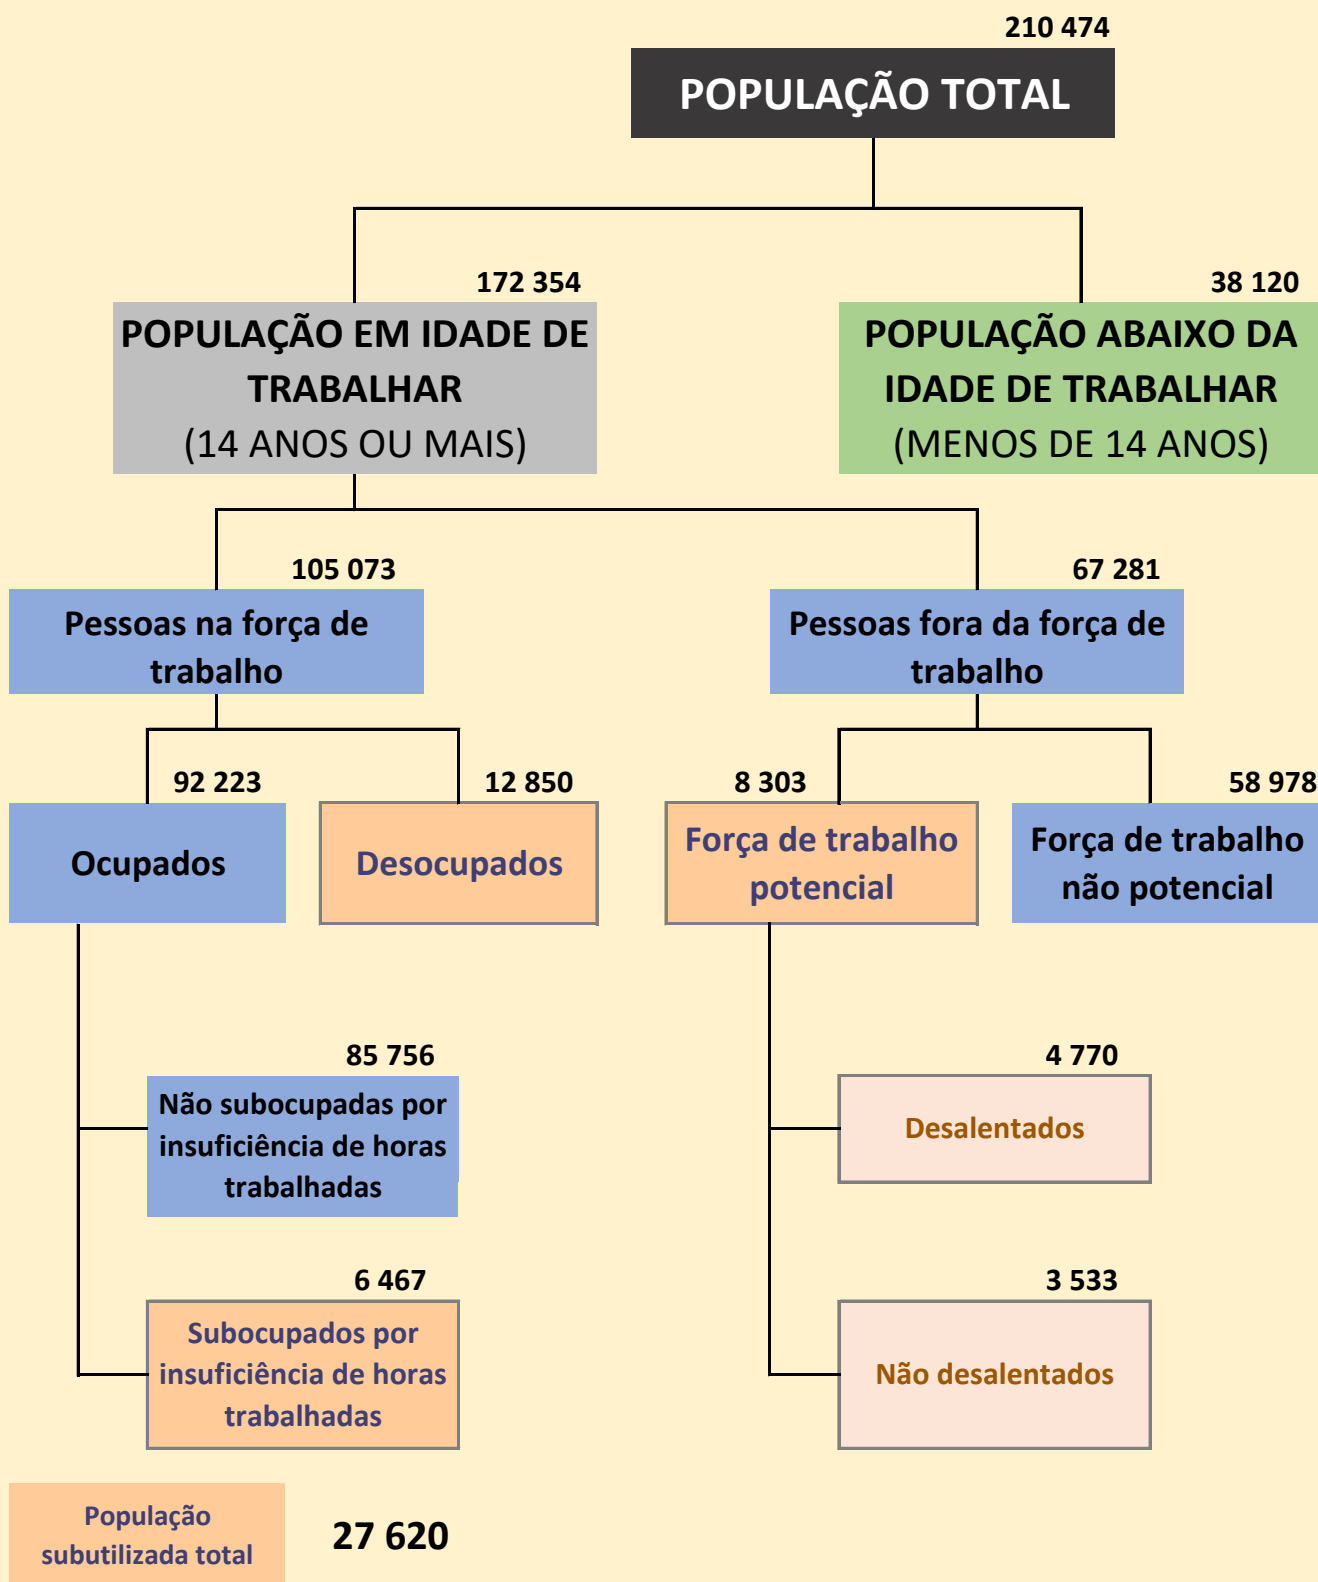 210 474
POPULAÇÃO TOTAL
172 354
POPULAÇÃO EM IDADE DE
TRABALHAR
(14 ANOS OU MAIS)
38 120
POPULAÇÃO ABAIXO DA
IDADE DE TRABALHAR
(MENOS DE 14 ANOS)
105 073
Pessoas na força de
trabalho
67 281
Pessoas fora da força de
trabalho
92 223
Ocupados
12 850
Desocupados
8 303
Força de trabalho
potencial
58 978
Força de trabalho
não potencial
85 756
Não subocupadas por
insuficiência de horas
trabalhadas
4 770
Desalentados
6 467
Subocupados por
insuficiência de horas
trabalhadas
3 533
Não desalentados
População
subutilizada total
27 620